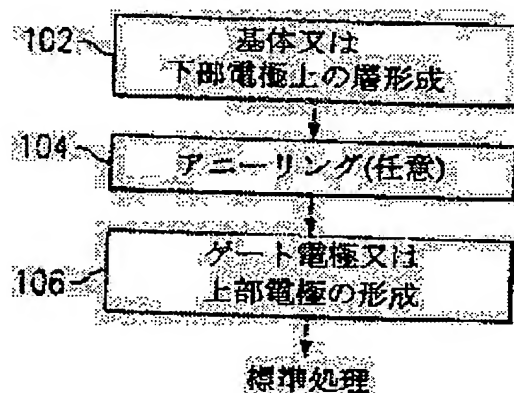 102
基体又は
下部電極上の層形成
104
アニーリング(任意)
106
ゲート電極又は
上部電極の形成
標準処理